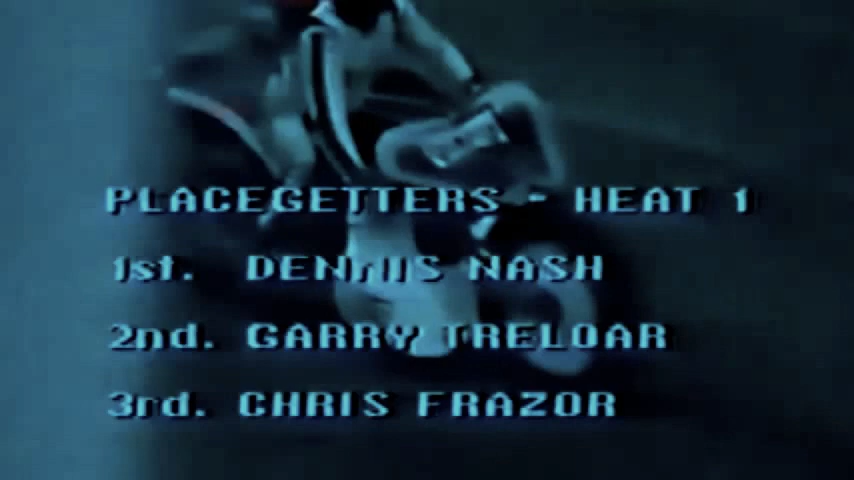 PLACEGETTERS - HEAT 1
1st. DENNIS NASH
2nd. GARRY TRELOAR
3rd. CHRIS FRAZOR